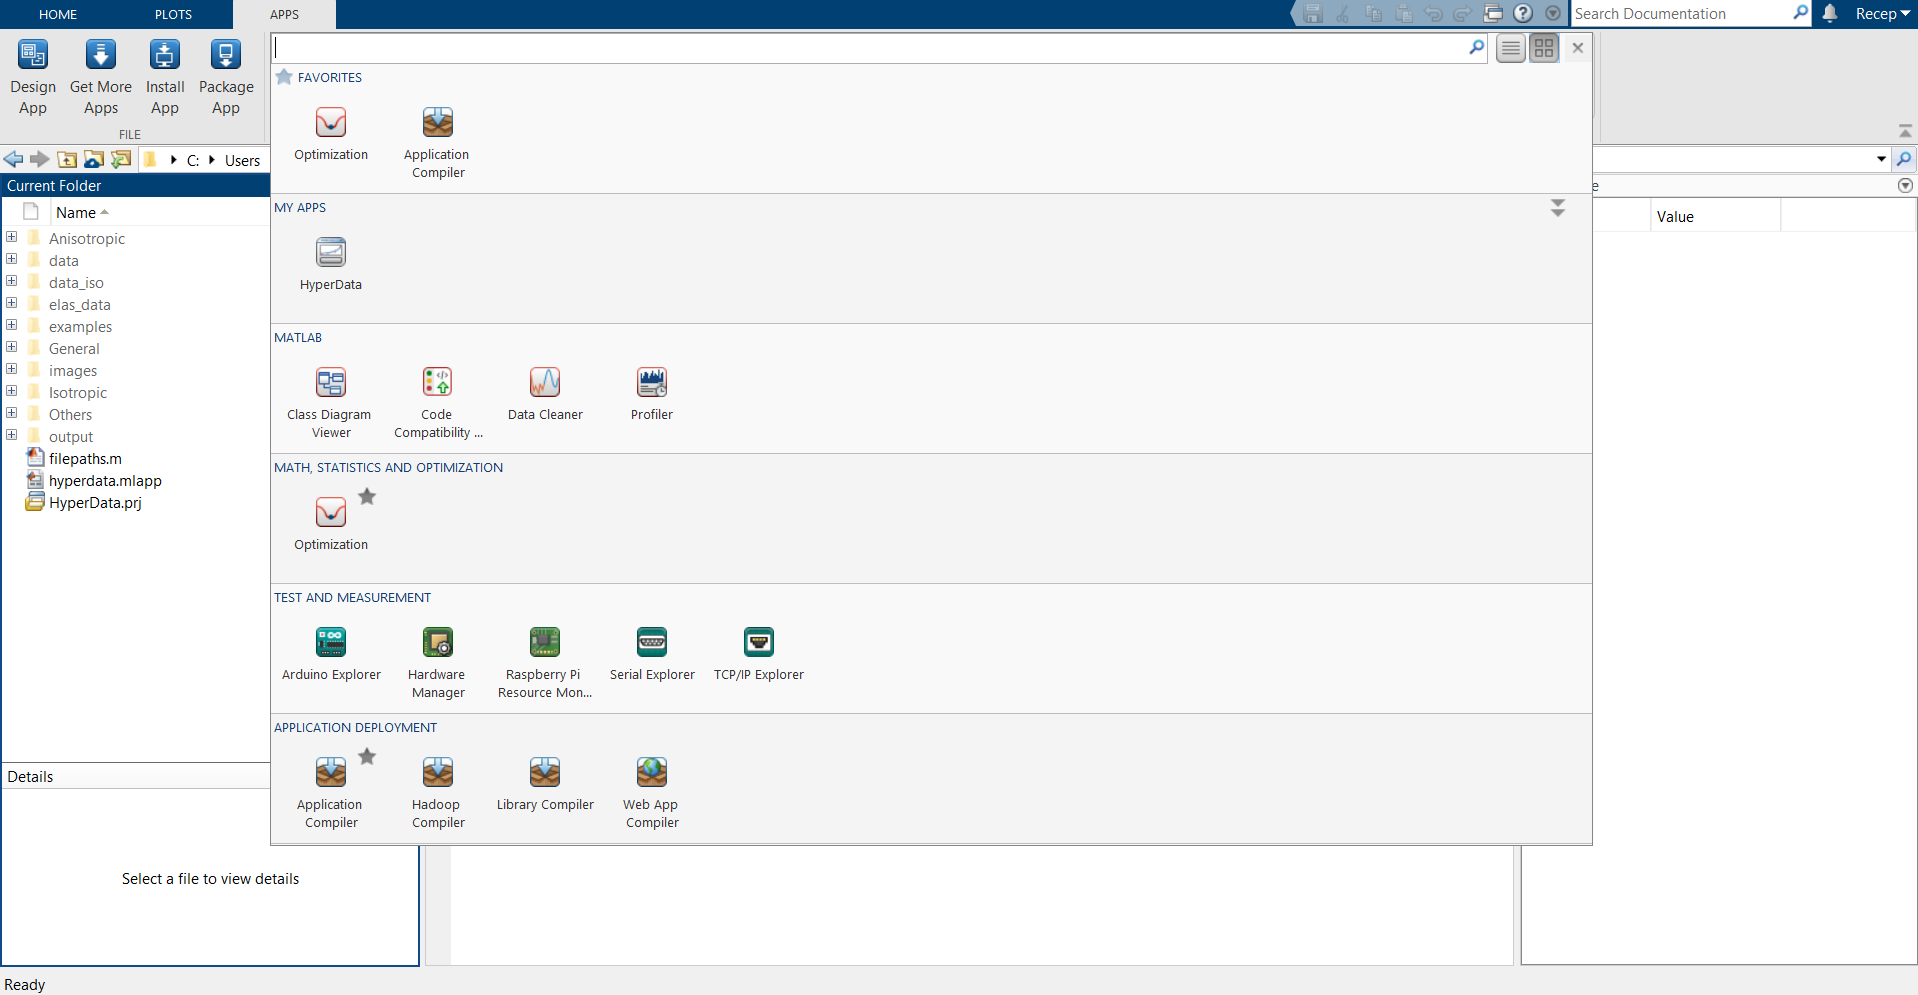 HOME PLOTS APPS
Search Documentation Recep
Design App
Get More Apps
Install App
Package App
FILE
C: Users
Current Folder
Name
Anisotropic
data
data_iso
elas_data
examples
General
images
Isotropic
Others
output
filepaths.m
hyperdata.mlapp
HyperData.prj
Details
Select a file to view details
Ready
FAVORITES
Optimization
Application Compiler
MY APPS
HyperData
MATLAB
Class Diagram Viewer
Code Compatibility ...
Data Cleaner
Profiler
MATH, STATISTICS AND OPTIMIZATION
Optimization
TEST AND MEASUREMENT
Arduino Explorer
Hardware Manager
Raspberry Pi Resource Mon...
Serial Explorer
TCP/IP Explorer
APPLICATION DEPLOYMENT
Application Compiler
Hadoop Compiler
Library Compiler
Web App Compiler
e
Value